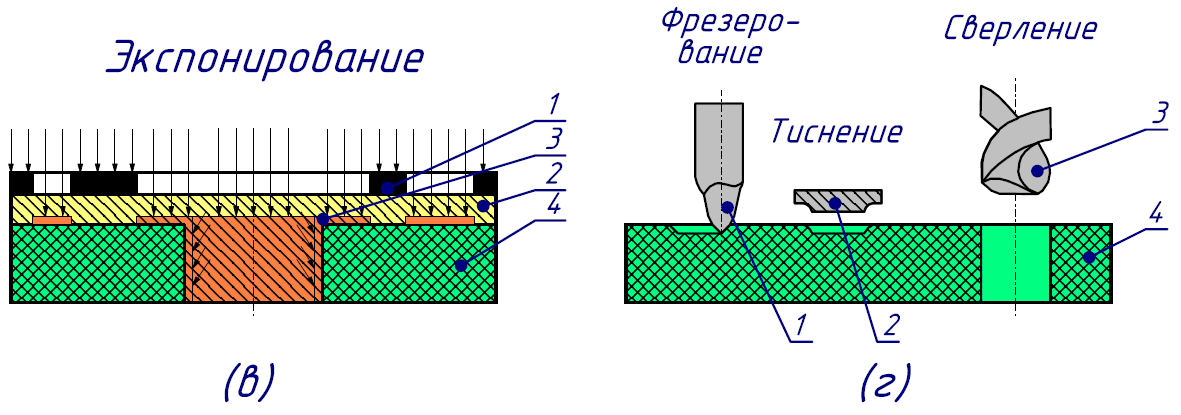 Экспонирование
1
3
2
4
(в)
Фрезеро-
вание
Сверление
Тиснение
3
4
1
2
(г)